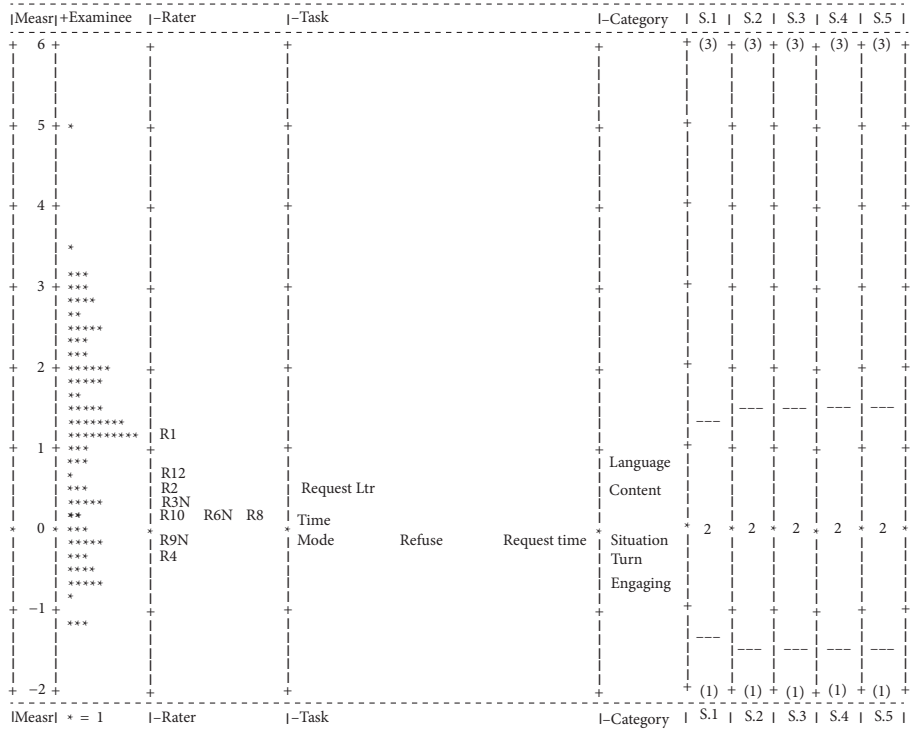 |Measr|+Examinee |–Rater |–Task |–Category | S.1 | S.2 | S.3 | S.4 | S.5 |
+ 6 + + + + + (3) + (3) + (3) + (3) + (3) +
+ 5 + * + + + + + + + + +
+ 4 + + + + + + + + + +
*
***
+ 3 + *** + + + + + + + + +
****
**
*****
***
***
+ 2 + ****** + + + + + + + + +
*****
**
***** --- --- --- ---
******** ---
********** R1
+ 1 + *** + + + + + + + + +
*** Language
* R12
*** R2 Request Ltr Content
***** R3N
** R10 R6N R8 Time
* 0 * *** * * * * 2 * 2 * 2 * 2 * 2 *
***** R9N Mode Refuse Request time Situation
*** R4 Turn
****
***** Engaging
*
+ −1 + + + + + + + + + +
***
---
--- --- --- ---
+ −2 + + + + + (1) + (1) + (1) + (1) + (1) +
|Measr| * = 1 |–Rater |–Task |–Category | S.1 | S.2 | S.3 | S.4 | S.5 |